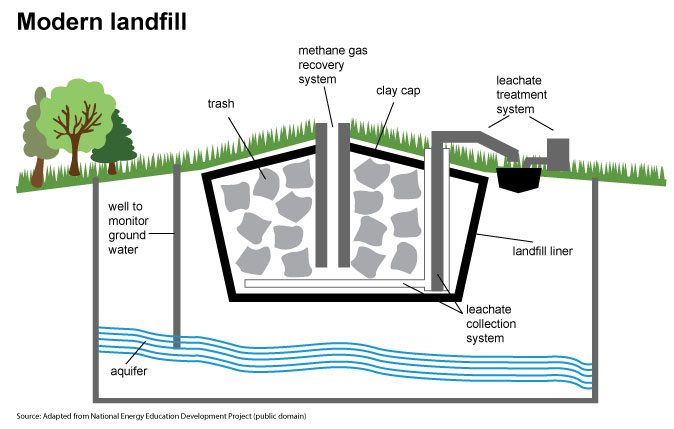 Modern landfill
methane gas
recovery
system
leachate
treatment
system
clay cap
trash
well to
monitor
ground
water
landfill liner
leachate
collection
system
aquifer
Source: Adapted from National Energy Education Development Project (public domain)